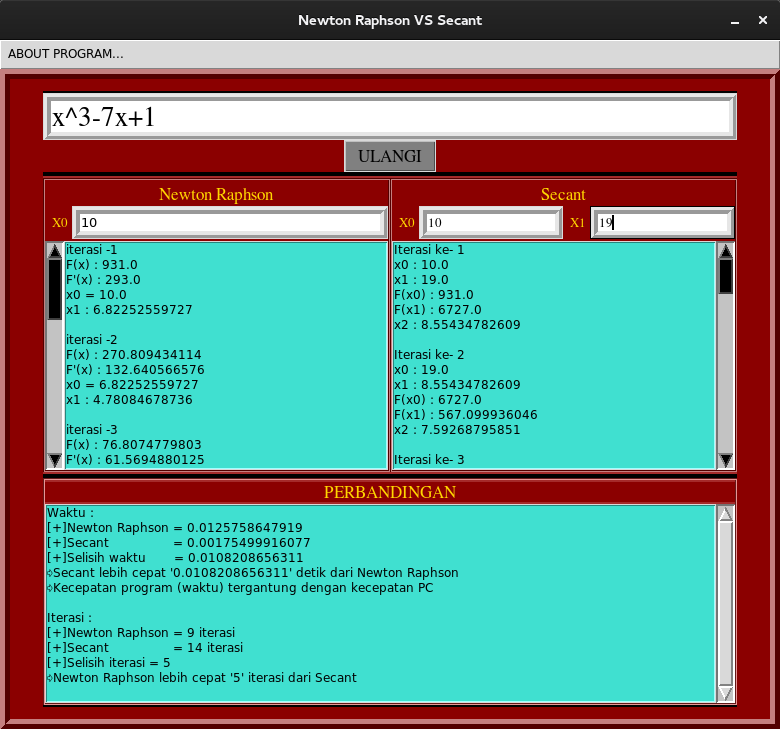 Newton Raphson VS Secant
ABOUT PROGRAM...
x^3-7x+1
ULANGI
Newton Raphson
X0 10
iterasi -1
F(x) : 931.0
F'(x) : 293.0
x0 = 10.0
x1 : 6.82252559727
iterasi -2
F(x) : 270.809434114
F'(x) : 132.640566576
x0 = 6.82252559727
x1 : 4.78084678736
iterasi -3
F(x) : 76.8074779803
F'(x) : 61.5694880125
Secant
X0 10 X1 19
Iterasi ke- 1
x0 : 10.0
x1 : 19.0
F(x0) : 931.0
F(x1) : 6727.0
x2 : 8.55434782609
Iterasi ke- 2
x0 : 19.0
x1 : 8.55434782609
F(x0) : 6727.0
F(x1) : 567.099936046
x2 : 7.59268795851
Iterasi ke- 3
PERBANDINGAN
Waktu :
[+]Newton Raphson = 0.0125758647919
[+]Secant = 0.00175499916077
[+]Selisih waktu = 0.0108208656311
◊Secant lebih cepat '0.0108208656311' detik dari Newton Raphson
◊Kecepatan program (waktu) tergantung dengan kecepatan PC
Iterasi :
[+]Newton Raphson = 9 iterasi
[+]Secant = 14 iterasi
[+]Selisih iterasi = 5
◊Newton Raphson lebih cepat '5' iterasi dari Secant